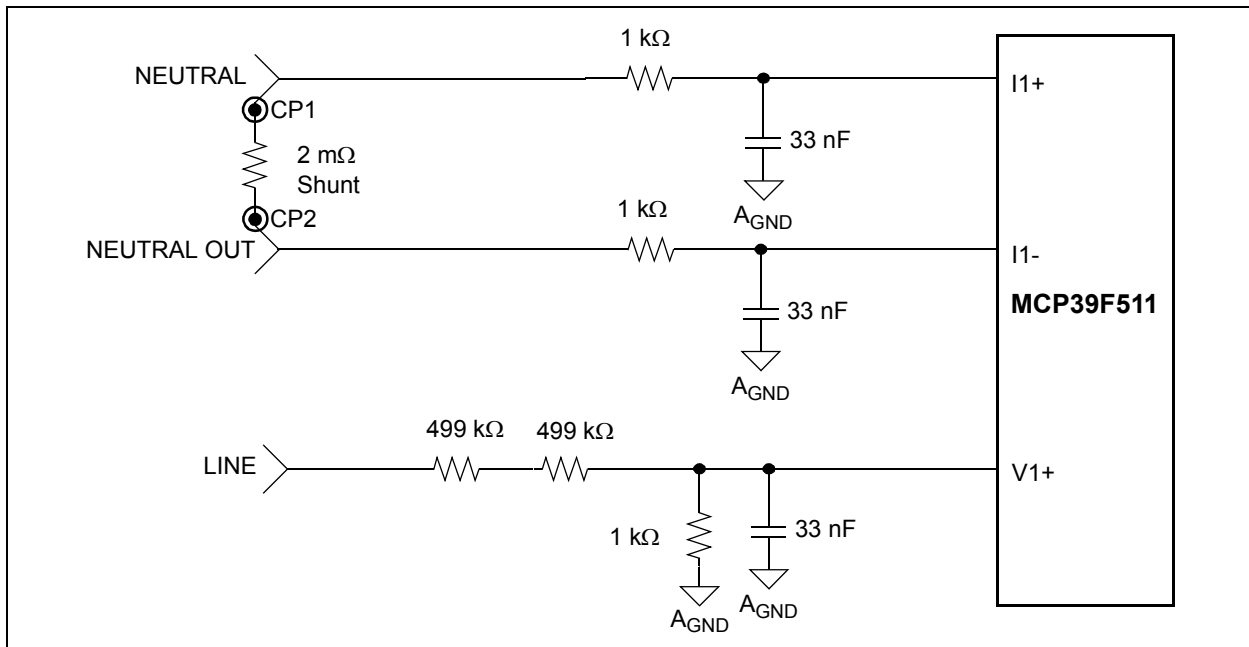 1 kΩ
NEUTRAL
I1+
CP1
33 nF
2 mΩ
Shunt
AGND
1 kΩ
CP2
NEUTRAL OUT
I1-
MCP39F511
33 nF
AGND
499 kΩ
499 kΩ
LINE
V1+
1 kΩ
33 nF
AGND
AGND